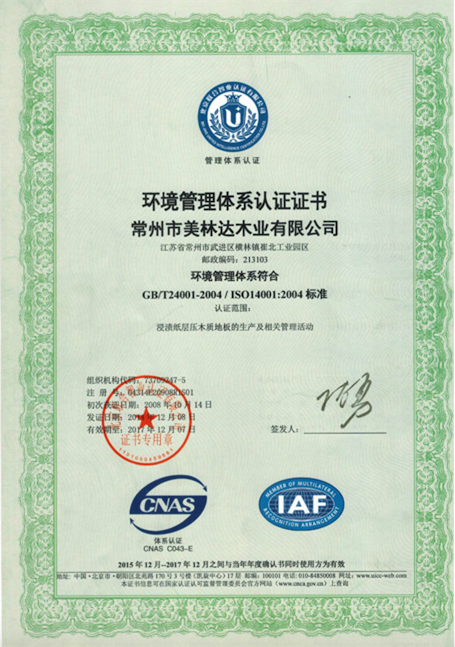 北京联合智业认证有限公司
管理体系认证
环境管理体系认证证书
常州市美林达木业有限公司
江苏省常州市武进区横林镇崔北工业园区
邮政编码：213103
环境管理体系符合
GB/T24001-2004 / ISO14001:2004 标准
认证范围：
浸渍纸层压木质地板的生产及相关管理活动
组织机构代码：
注 册 号：04314E20908R1S01
初次获证日期：2008 年 10 月 14 日
发证日期： 12 月 08 日
有效期至：2017 年 12 月 07 日
签发人：
证书专用章
CNAS
体系认证
CNAS C043-E
MEMBER OF MULTILATERAL
IAF
RECOGNITION ARRANGEMENT
2015 年 12 月--2017 年 12 月之间与当年年度确认书同时使用方为有效
地址：中国·北京市·朝阳区北苑路 170 号 3 号楼（凯旋中心）17 层 邮编：100101 电话：010-84850008 网址：www.uicc-web.com
本证书信息可在国家认证认可监督管理委员会官方网站（www.cnca.gov.cn）上查询